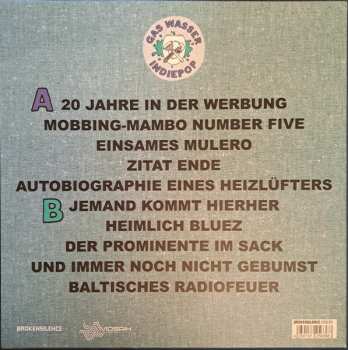 GAS WASSER
INDIEPOP
A 20 JAHRE IN DER WERBUNG
MOBBING-MAMBO NUMBER FIVE
EINSAMES MULERO
ZITAT ENDE
AUTOBIOGRAPHIE EINES HEIZLÜFTERS
B JEMAND KOMMT HIERHER
HEIMLICH BLUEZ
DER PROMINENTE IM SACK
UND IMMER NOCH NICHT GEBUMST
BALTISCHES RADIOFEUER
BROKENSILENCE